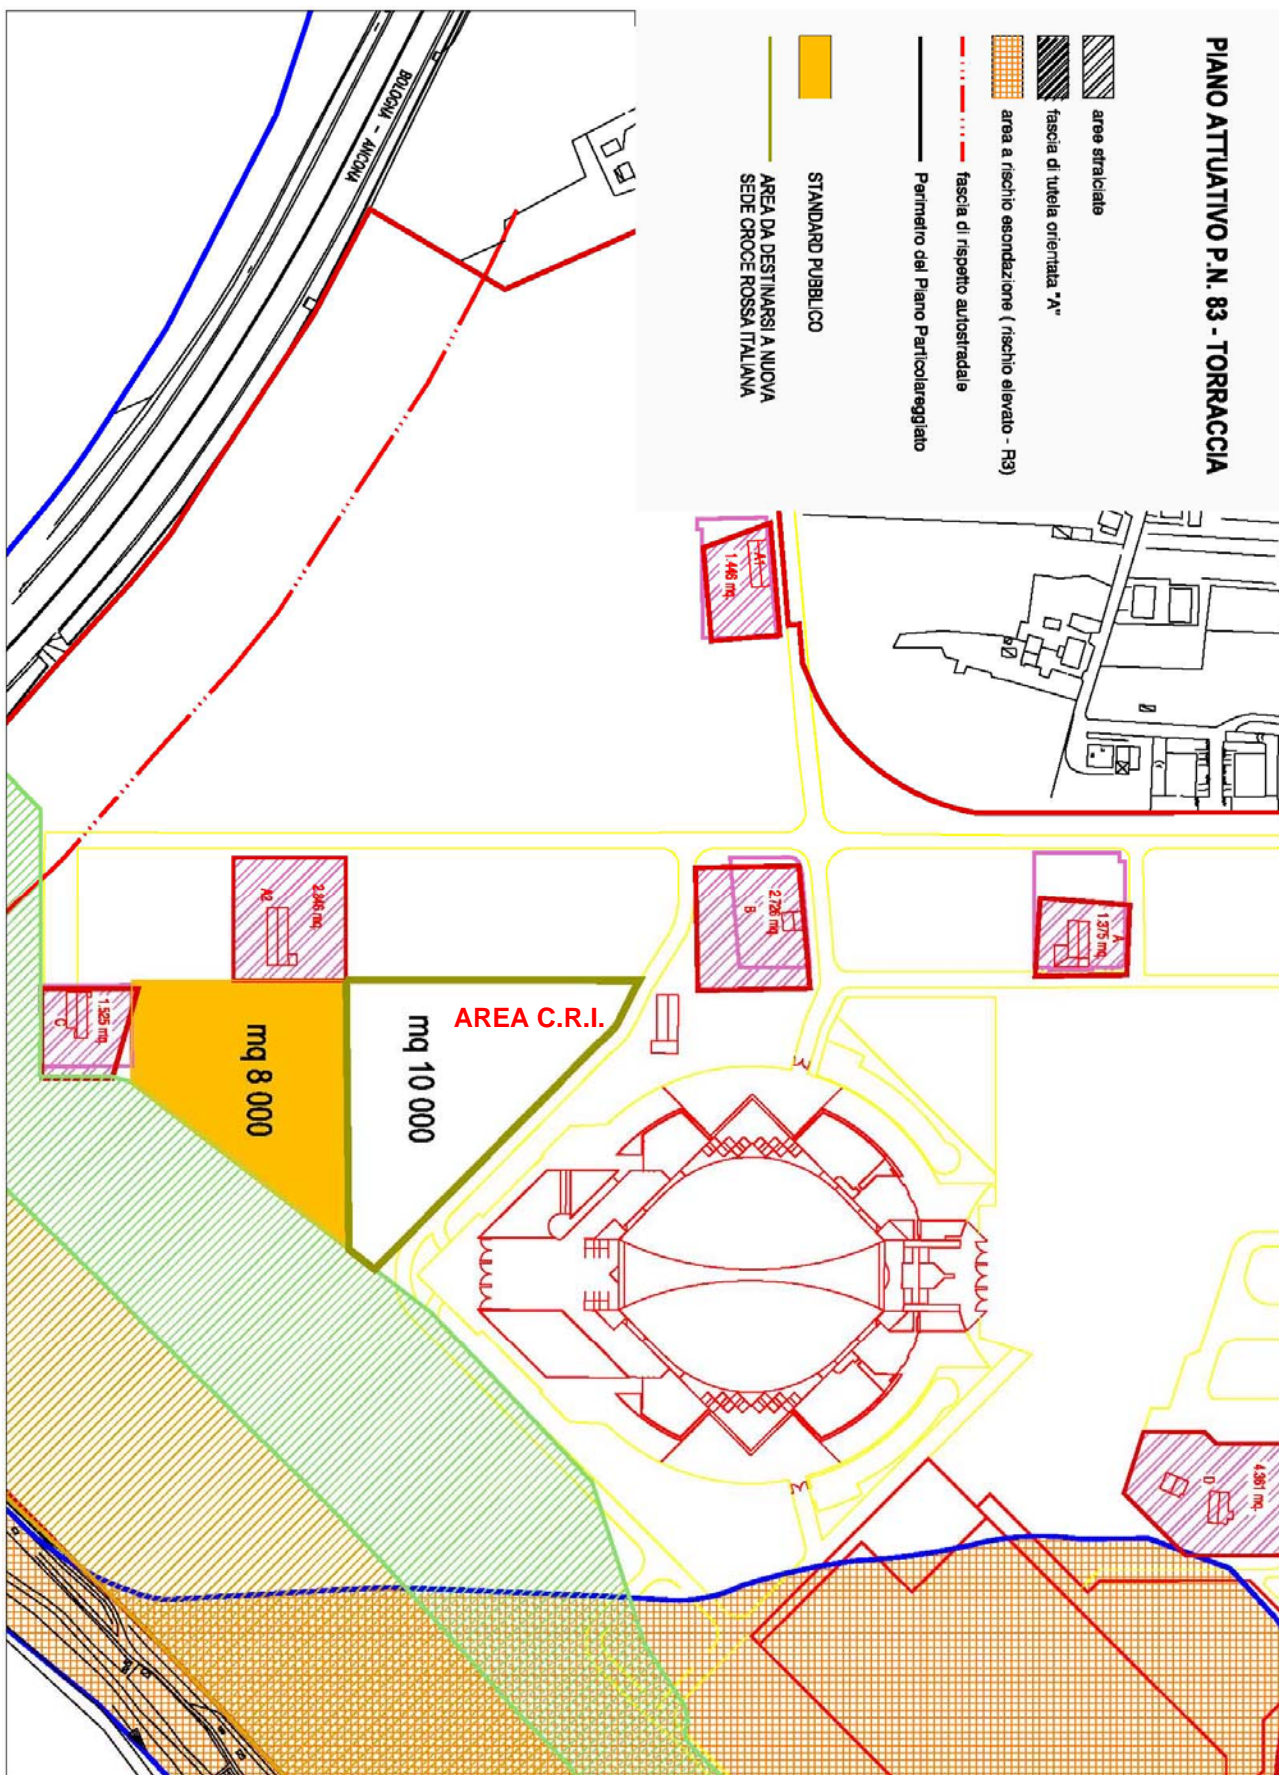 PIANO ATTUATIVO P.N. 83 - TORRACCIA
aree stralciate
fascia di tutela orientata "A"
area a rischio esondazione ( rischio elevato - R3)
fascia di rispetto autostradale
Perimetro del Piano Particolareggiato
STANDARD PUBBLICO
AREA DA DESTINARSI A NUOVA
SEDE CROCE ROSSA ITALIANA
BOLOGNA - ANCONA
A1
1.446 mq.
A
1.375 mq.
2.726 mq.
B
2.846 mq.
A2
1.525 mq.
C
4.361 mq.
D
AREA C.R.I.
mq 10 000
mq 8 000